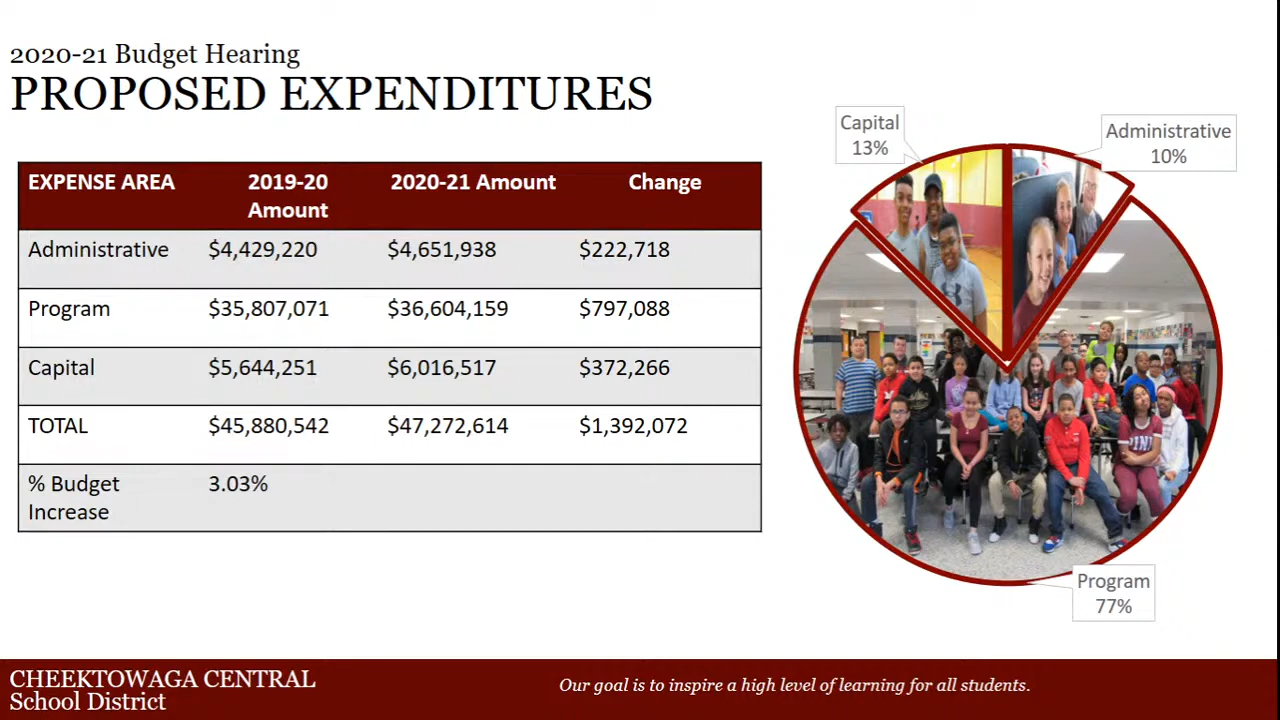 2020-21 Budget Hearing
PROPOSED EXPENDITURES
EXPENSE AREA 2019-20 Amount 2020-21 Amount Change
Administrative $4,429,220 $4,651,938 $222,718
Program $35,807,071 $36,604,159 $797,088
Capital $5,644,251 $6,016,517 $372,266
TOTAL $45,880,542 $47,272,614 $1,392,072
% Budget Increase 3.03%
Capital
13%
Administrative
10%
PINK
Program
77%
CHEEKTOWAGA CENTRAL
School District
Our goal is to inspire a high level of learning for all students.